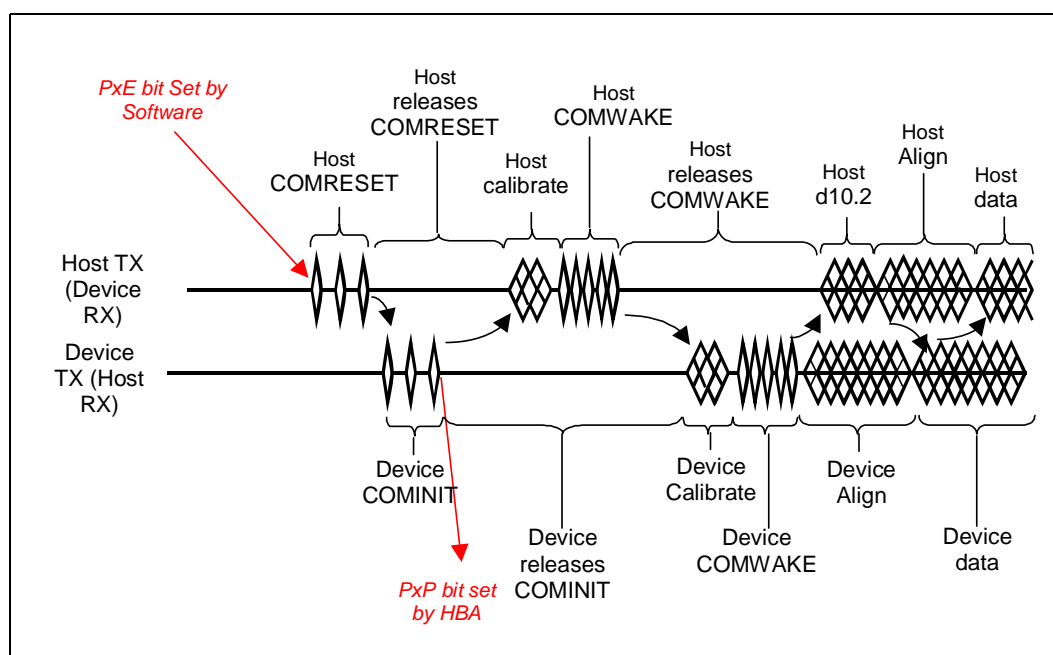 PxE bit Set by
Software
Host
COMRESET
Host
releases
COMRESET
Host
calibrate
Host
COMWAKE
Host
releases
COMWAKE
Host
d10.2
Host
Align
Host
data
Host TX
(Device
RX)
Device
TX (Host
RX)
Device
COMINIT
PxP bit set
by HBA
Device
releases
COMINIT
Device
Calibrate
Device
COMWAKE
Device
Align
Device
data